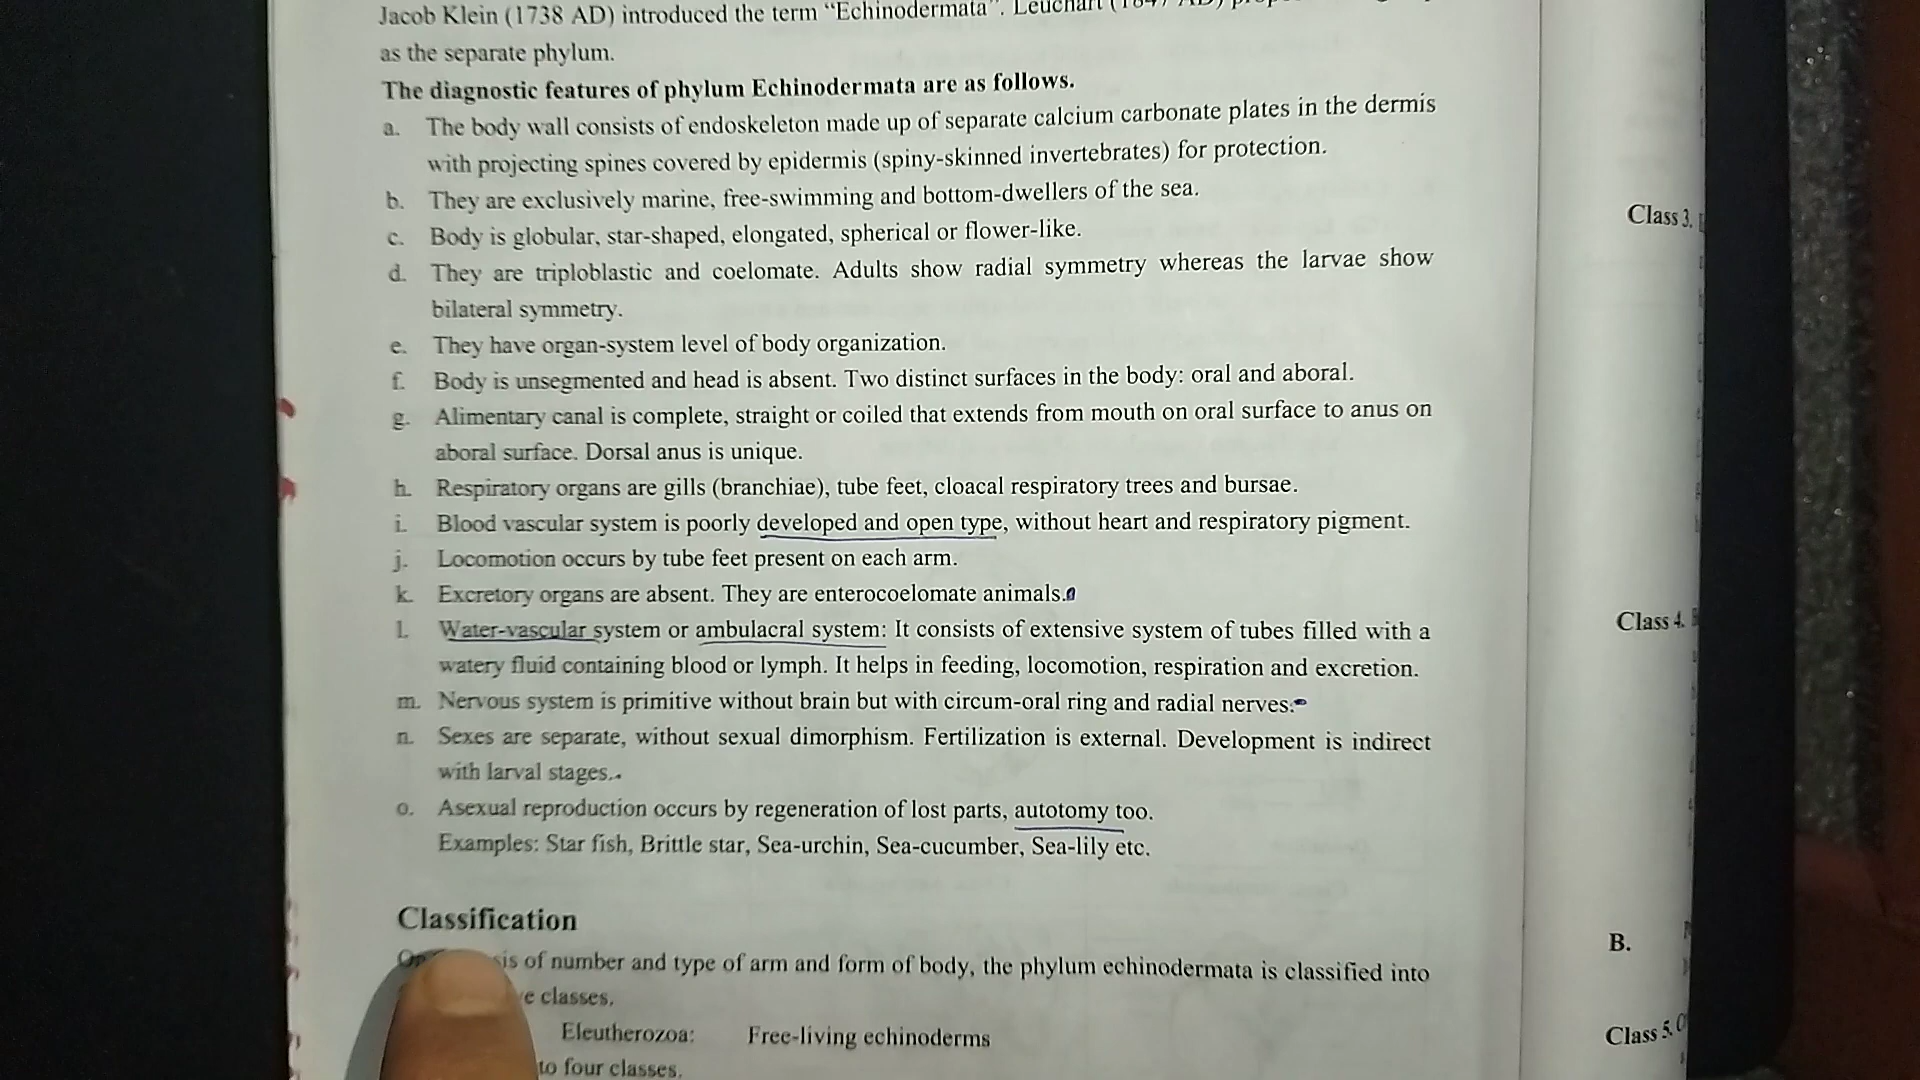 Jacob Klein (1738 AD) introduced the term "Echinodermata". Leuchart
as the separate phylum.
The diagnostic features of phylum Echinodermata are as follows.
a. The body wall consists of endoskeleton made up of separate calcium carbonate plates in the dermis
with projecting spines covered by epidermis (spiny-skinned invertebrates) for protection.
b. They are exclusively marine, free-swimming and bottom-dwellers of the sea.
c. Body is globular, star-shaped, elongated, spherical or flower-like.
d. They are triploblastic and coelomate. Adults show radial symmetry whereas the larvae show
bilateral symmetry.
e. They have organ-system level of body organization.
f. Body is unsegmented and head is absent. Two distinct surfaces in the body: oral and aboral.
g. Alimentary canal is complete, straight or coiled that extends from mouth on oral surface to anus on
aboral surface. Dorsal anus is unique.
h. Respiratory organs are gills (branchiae), tube feet, cloacal respiratory trees and bursae.
i. Blood vascular system is poorly developed and open type, without heart and respiratory pigment.
j. Locomotion occurs by tube feet present on each arm.
k. Excretory organs are absent. They are enterocoelomate animals.
l. Water-vascular system or ambulacral system: It consists of extensive system of tubes filled with a
watery fluid containing blood or lymph. It helps in feeding, locomotion, respiration and excretion.
m. Nervous system is primitive without brain but with circum-oral ring and radial nerves.
n. Sexes are separate, without sexual dimorphism. Fertilization is external. Development is indirect
with larval stages.
o. Asexual reproduction occurs by regeneration of lost parts, autotomy too.
Examples: Star fish, Brittle star, Sea-urchin, Sea-cucumber, Sea-lily etc.
Classification
of number and type of arm and form of body, the phylum echinodermata is classified into
classes.
Eleutherozoa: Free-living echinoderms
to four classes.
Class 3.
Class 4.
B.
Class 5.